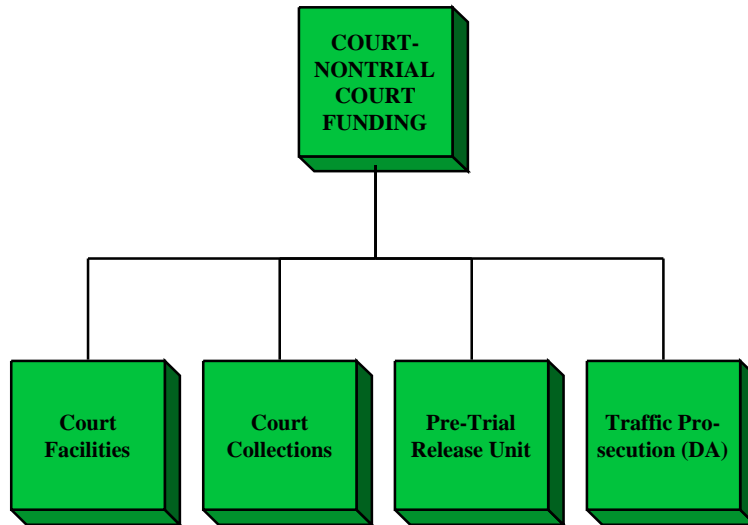 COURT-
NONTRIAL
COURT
FUNDING
Court
Facilities
Court
Collections
Pre-Trial
Release Unit
Traffic Pro-
secution (DA)